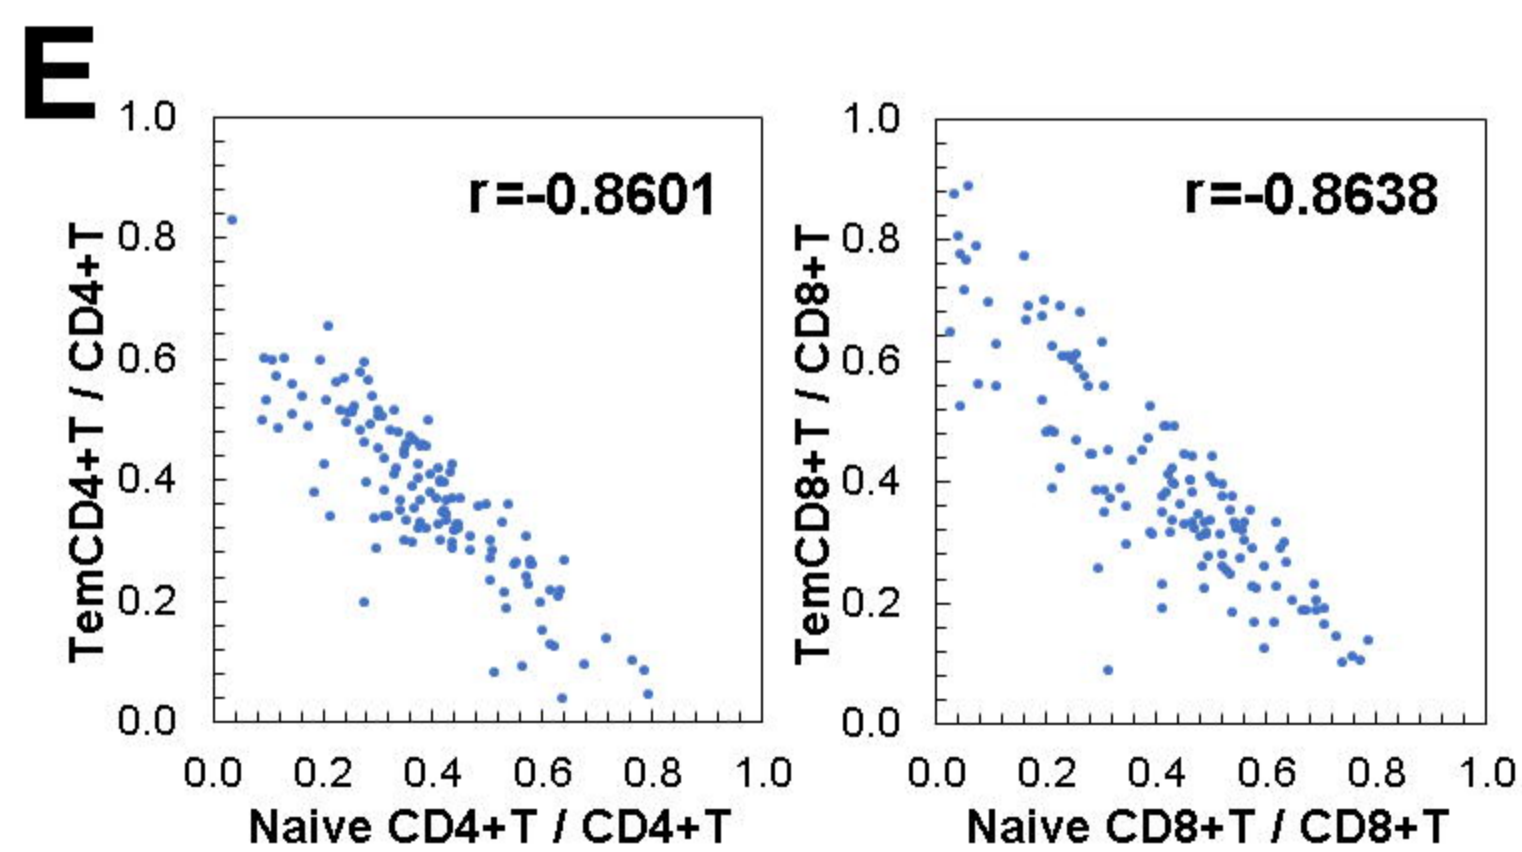 E
1.0
0.8
0.6
0.4
0.2
0.0
TemCD4+T / CD4+T
r=-0.8601
0.0 0.2 0.4 0.6 0.8 1.0
Naive CD4+T / CD4+T
1.0
0.8
0.6
0.4
0.2
0.0
TemCD8+T / CD8+T
r=-0.8638
0.0 0.2 0.4 0.6 0.8 1.0
Naive CD8+T / CD8+T